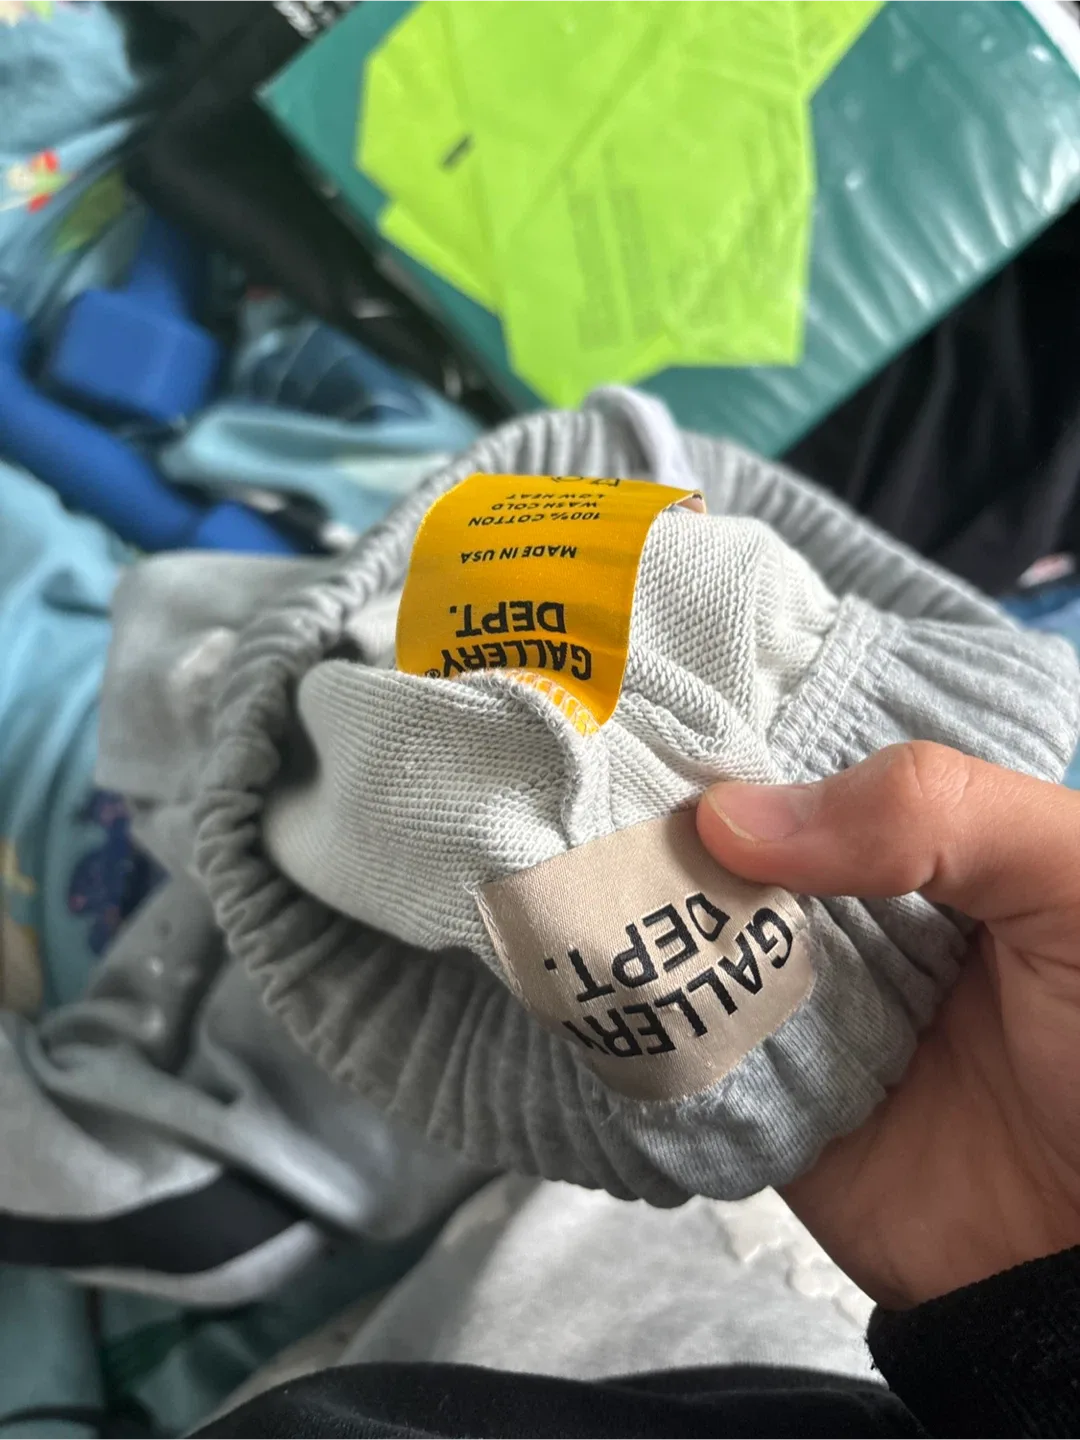 GALLERY®
DEPT.
MADE IN USA
100% COTTON
WASH COLD
LOW HEAT
GALLERY
DEPT.